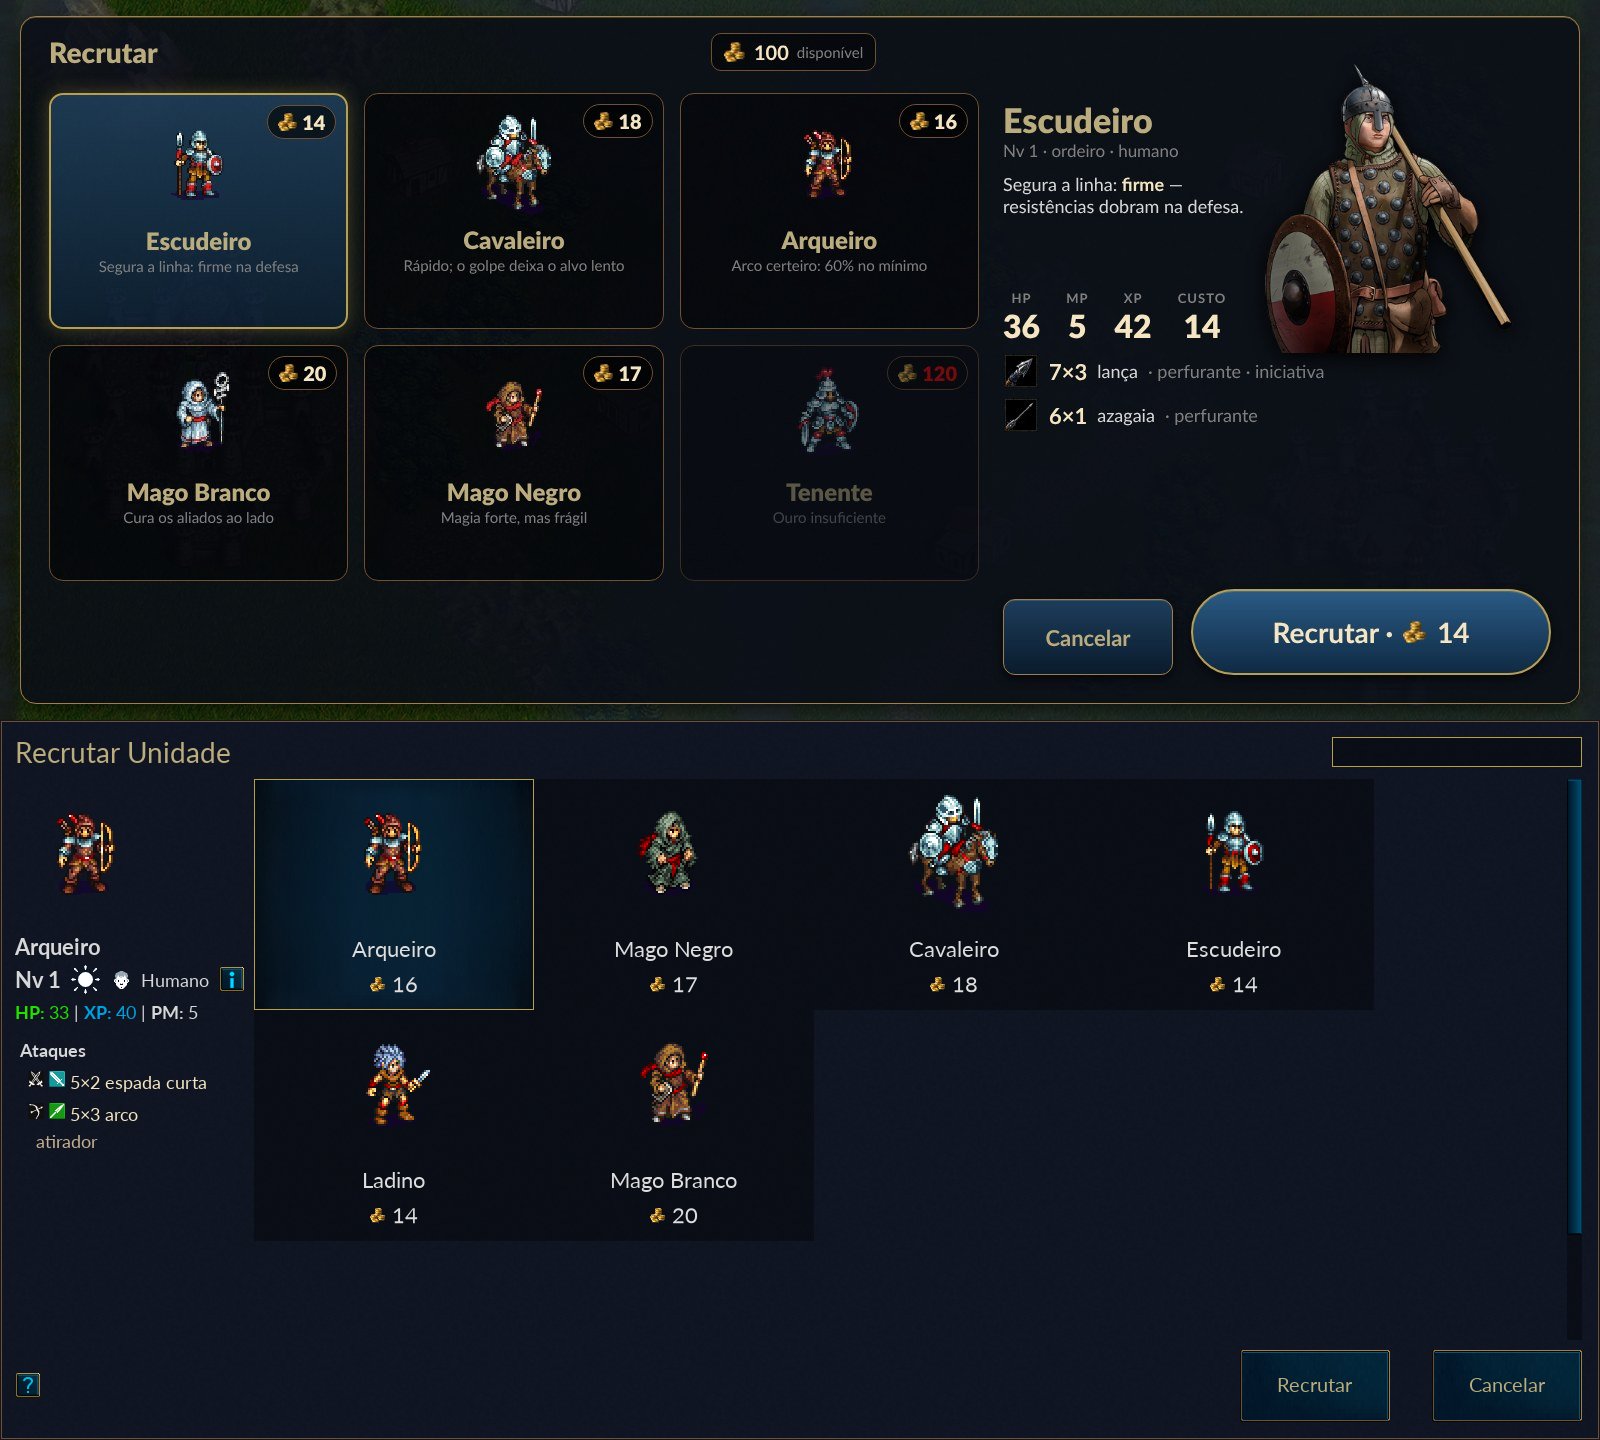 Recrutar
100 disponível
14
Escudeiro
Segura a linha: firme na defesa
18
Cavaleiro
Rápido; o golpe deixa o alvo lento
16
Arqueiro
Arco certeiro: 60% no mínimo
20
Mago Branco
Cura os aliados ao lado
17
Mago Negro
Magia forte, mas frágil
120
Tenente
Ouro insuficiente
Escudeiro
Nv 1 · ordeiro · humano
Segura a linha: firme —
resistências dobram na defesa.
HP MP XP CUSTO
36 5 42 14
7×3 lança · perfurante · iniciativa
6×1 azagaia · perfurante
Cancelar
Recrutar · 14
Recrutar Unidade
Arqueiro
Nv 1 Humano i
HP: 33 | XP: 40 | PM: 5
Ataques
5×2 espada curta
5×3 arco
atirador
Arqueiro
16
Mago Negro
17
Cavaleiro
18
Escudeiro
14
Ladino
14
Mago Branco
20
?
Recrutar
Cancelar